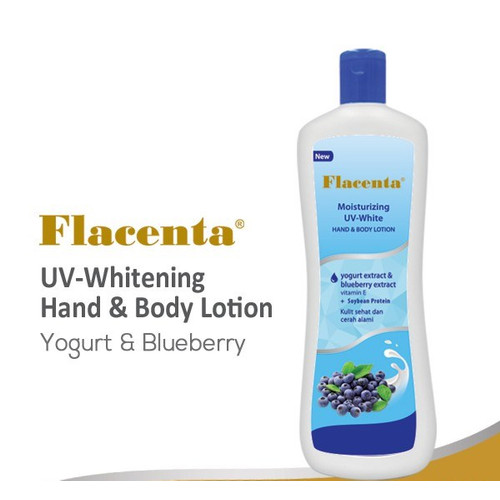 Flacenta®
UV-Whitening
Hand & Body Lotion
Yogurt & Blueberry
New
Flacenta®
Moisturizing
UV-White
HAND & BODY LOTION
yogurt extract &
blueberry extract
vitamin E
+ Soybean Protein
Kulit sehat dan
cerah alami